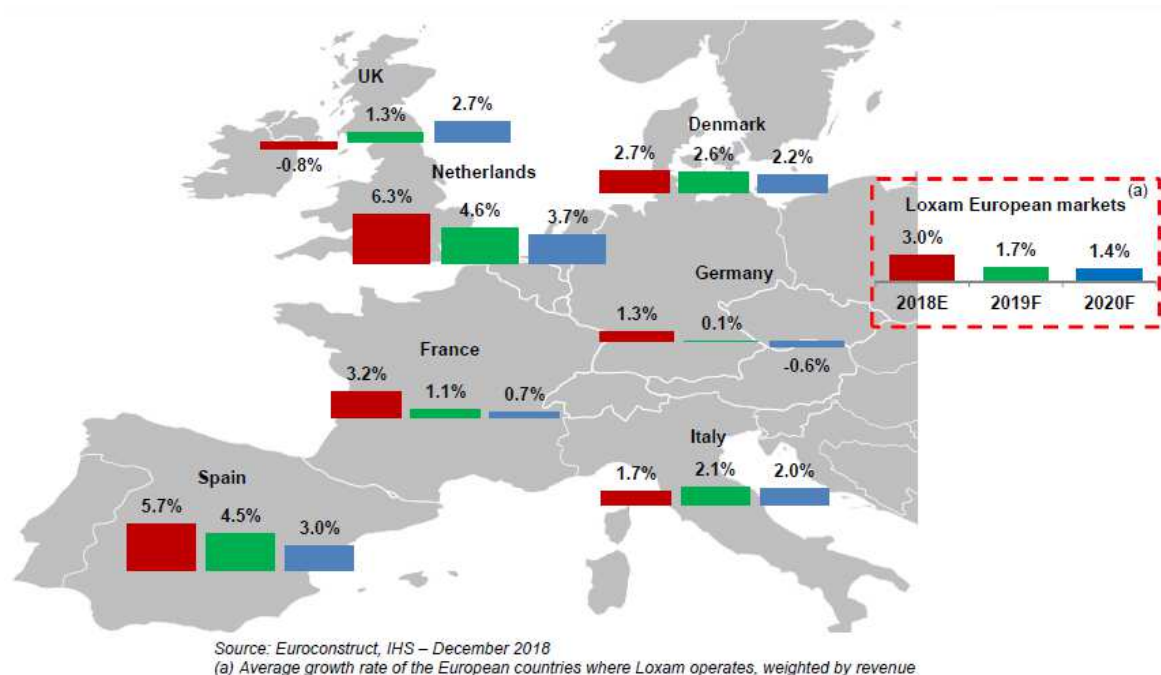 UK
-0.8%
1.3%
2.7%
Denmark
2.7%
2.6%
2.2%
Netherlands
6.3%
4.6%
3.7%
(a)
Loxam European markets
3.0%
1.7%
1.4%
2018E
2019F
2020F
Germany
1.3%
0.1%
-0.6%
France
3.2%
1.1%
0.7%
Italy
1.7%
2.1%
2.0%
Spain
5.7%
4.5%
3.0%
Source: Euroconstruct, IHS – December 2018
(a) Average growth rate of the European countries where Loxam operates, weighted by revenue